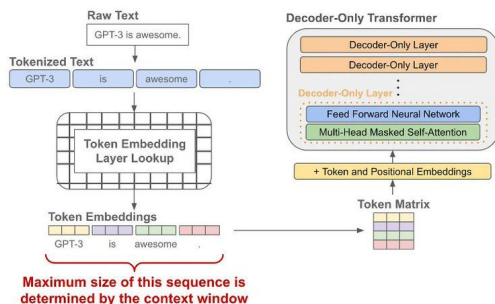 Raw Text
GPT-3 is awesome.
Tokenized Text
GPT-3 is awesome .
Token Embedding
Layer Lookup
Token Embeddings
GPT-3 is awesome .
Maximum size of this sequence is
determined by the context window
Decoder-Only Transformer
Decoder-Only Layer
Decoder-Only Layer
Decoder-Only Layer
Feed Forward Neural Network
Multi-Head Masked Self-Attention
+ Token and Positional Embeddings
Token Matrix